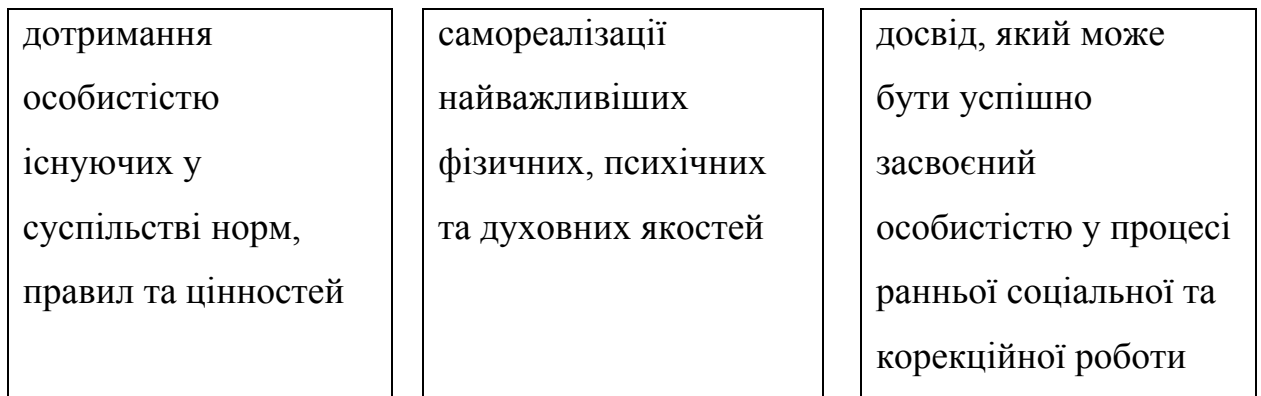 дотримання
особистістю
існуючих у
суспільстві норм,
правил та цінностей
самореалізації
найважливіших
фізичних, психічних
та духовних якостей
досвід, який може
бути успішно
засвоєний
особистістю у процесі
ранньої соціальної та
корекційної роботи